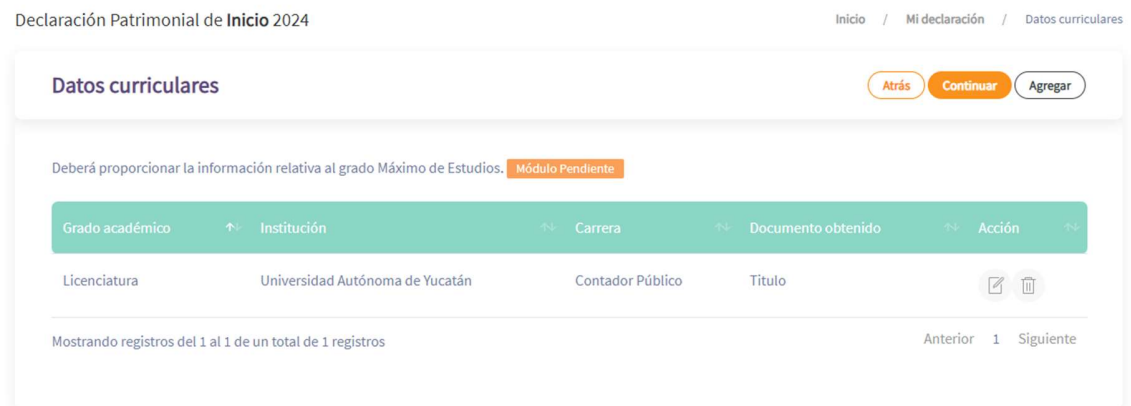 Declaración Patrimonial de Inicio 2024
Inicio / Mi declaración / Datos curriculares
Datos curriculares
Atrás Continuar Agregar
Deberá proporcionar la información relativa al grado Máximo de Estudios. Módulo Pendiente
Grado académico Institución Carrera Documento obtenido Acción
Licenciatura Universidad Autónoma de Yucatán Contador Público Titulo
Mostrando registros del 1 al 1 de un total de 1 registros
Anterior 1 Siguiente